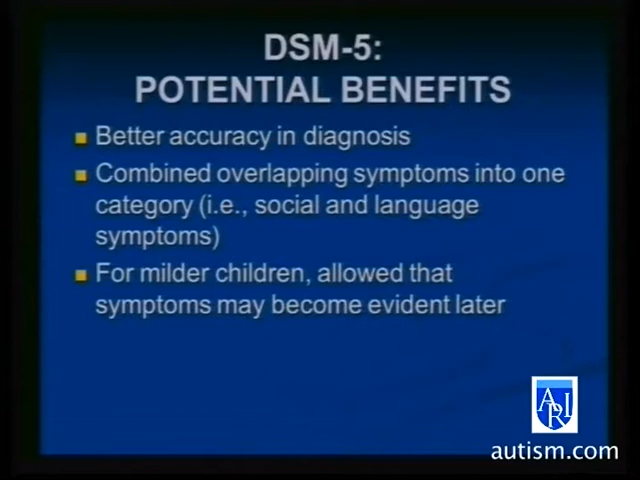 DSM-5:
POTENTIAL BENEFITS
Better accuracy in diagnosis
Combined overlapping symptoms into one
category (i.e., social and language
symptoms)
For milder children, allowed that
symptoms may become evident later
ARI
autism.com